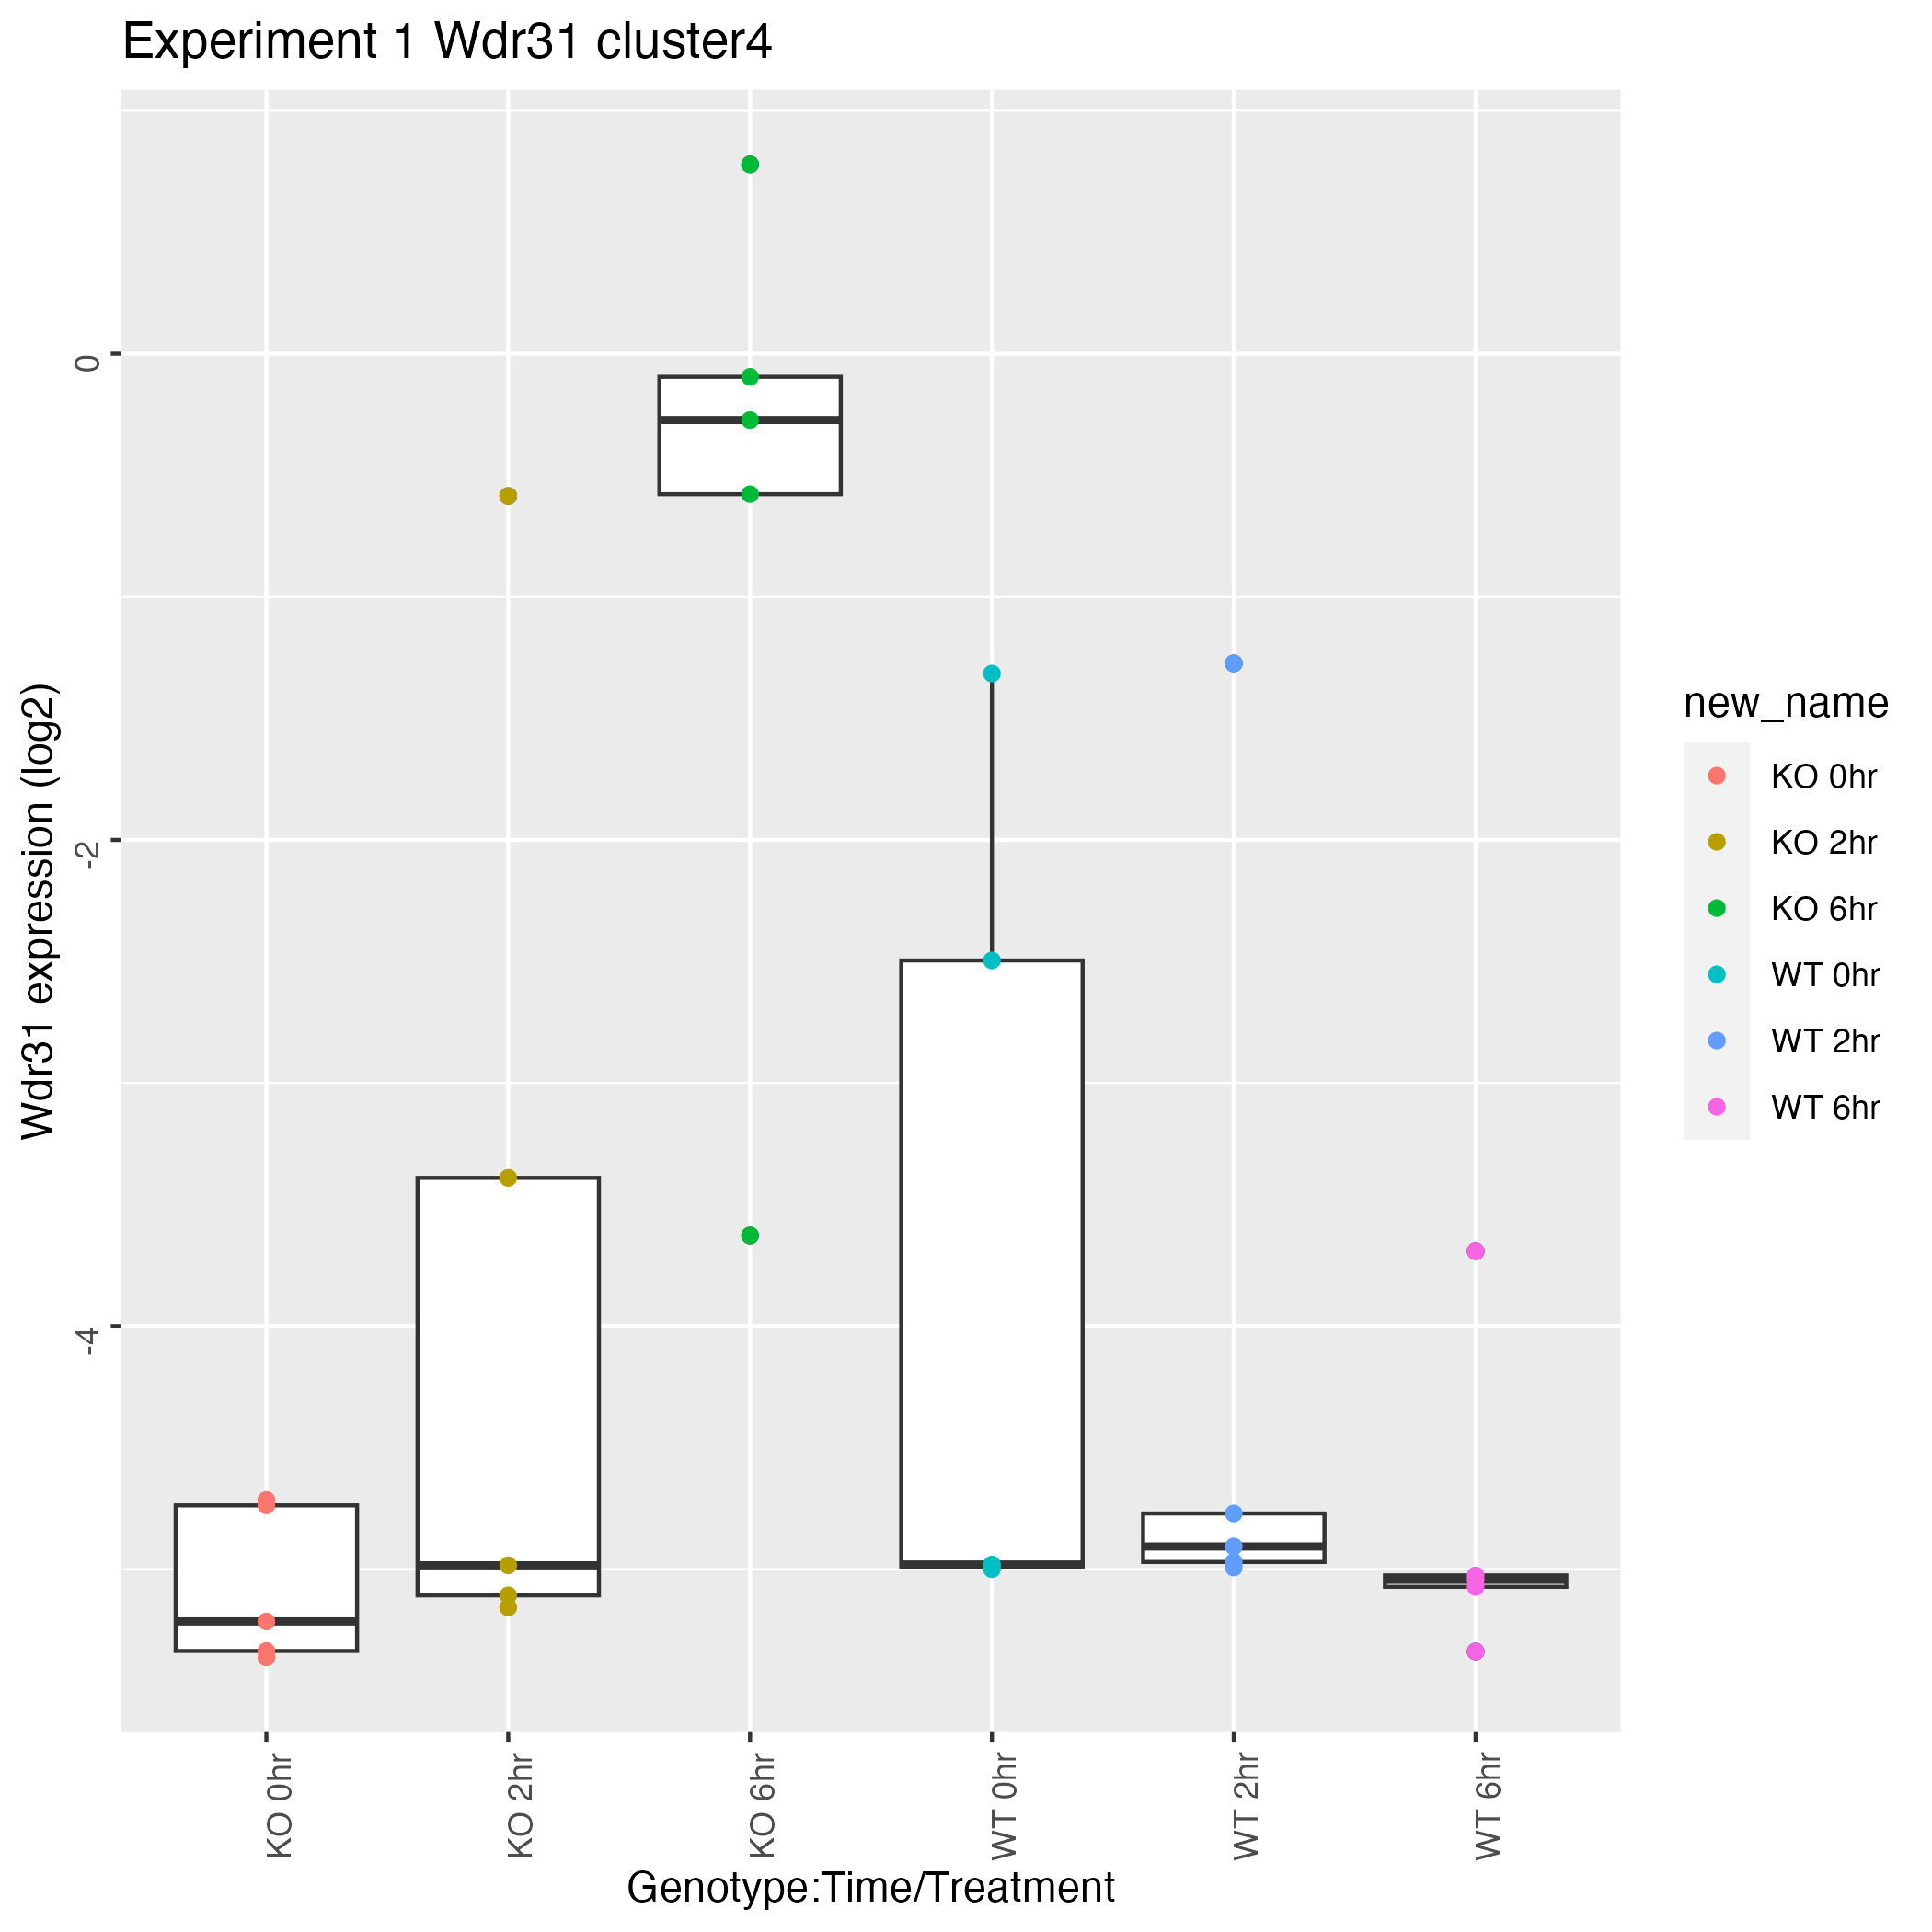 Experiment 1 Wdr31 cluster4
Wdr31 expression (log2)
0
-2
-4
KO 0hr
KO 2hr
KO 6hr
WT 0hr
WT 2hr
WT 6hr
Genotype:Time/Treatment
new_name
KO 0hr
KO 2hr
KO 6hr
WT 0hr
WT 2hr
WT 6hr